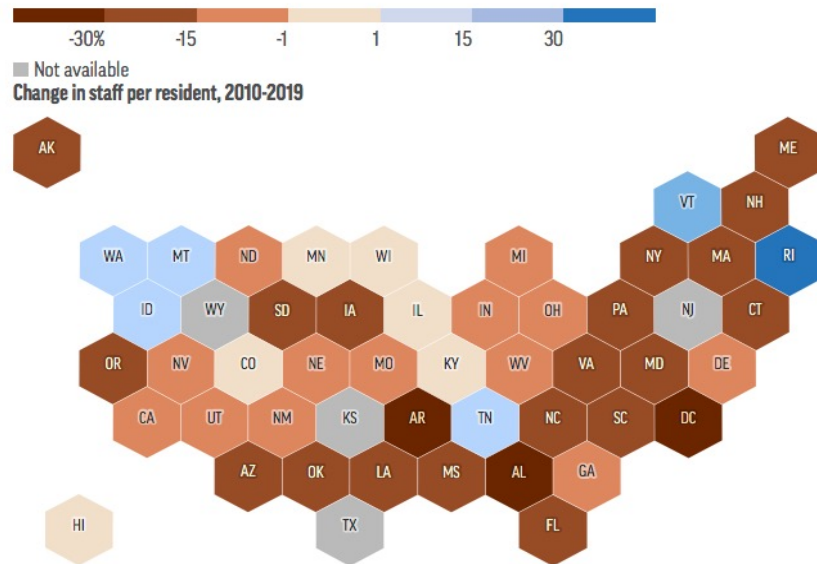 -30% -15 -1 1 15 30
Not available
Change in staff per resident, 2010-2019
AK ME
VT NH
WA MT ND MN WI MI NY MA RI
ID WY SD IA IL IN OH PA NJ CT
OR NV CO NE MO KY WV VA MD DE
CA UT NM KS AR TN NC SC DC
AZ OK LA MS AL GA
HI TX FL